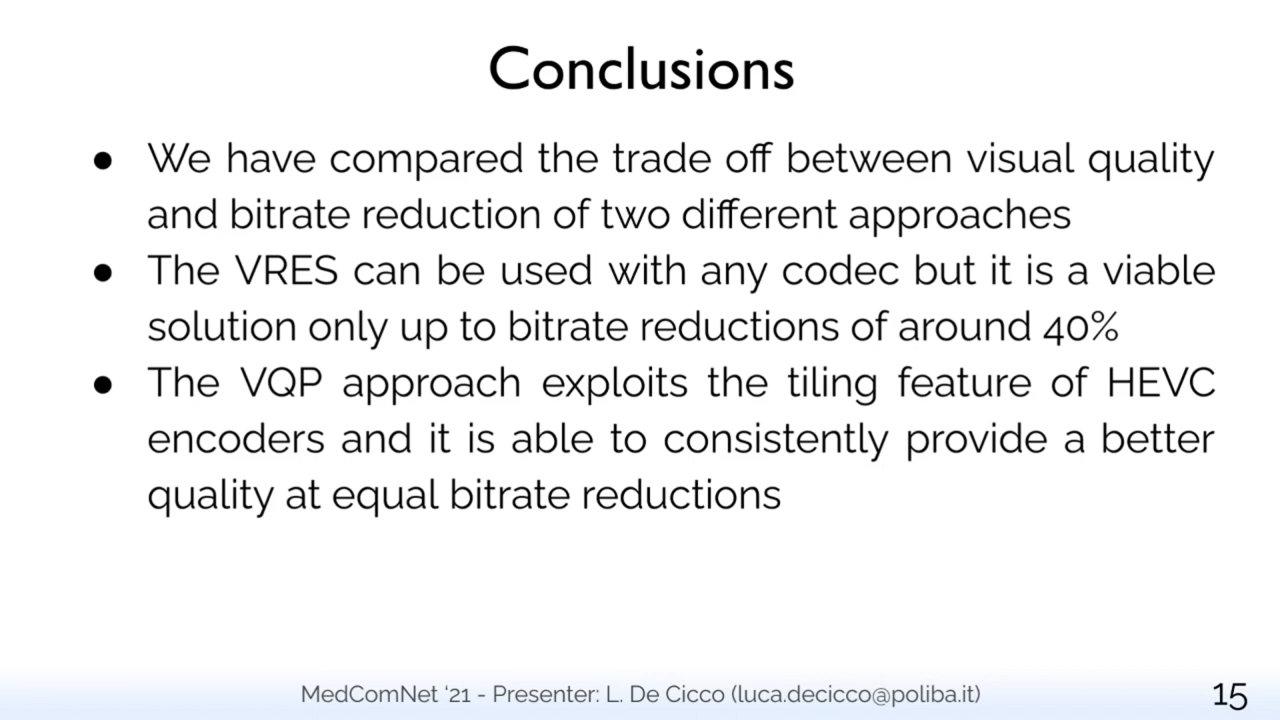 Conclusions
● We have compared the trade off between visual quality
and bitrate reduction of two different approaches
● The VRES can be used with any codec but it is a viable
solution only up to bitrate reductions of around 40%
● The VQP approach exploits the tiling feature of HEVC
encoders and it is able to consistently provide a better
quality at equal bitrate reductions
MedComNet ‘21 - Presenter: L. De Cicco (luca.decicco@poliba.it)
15